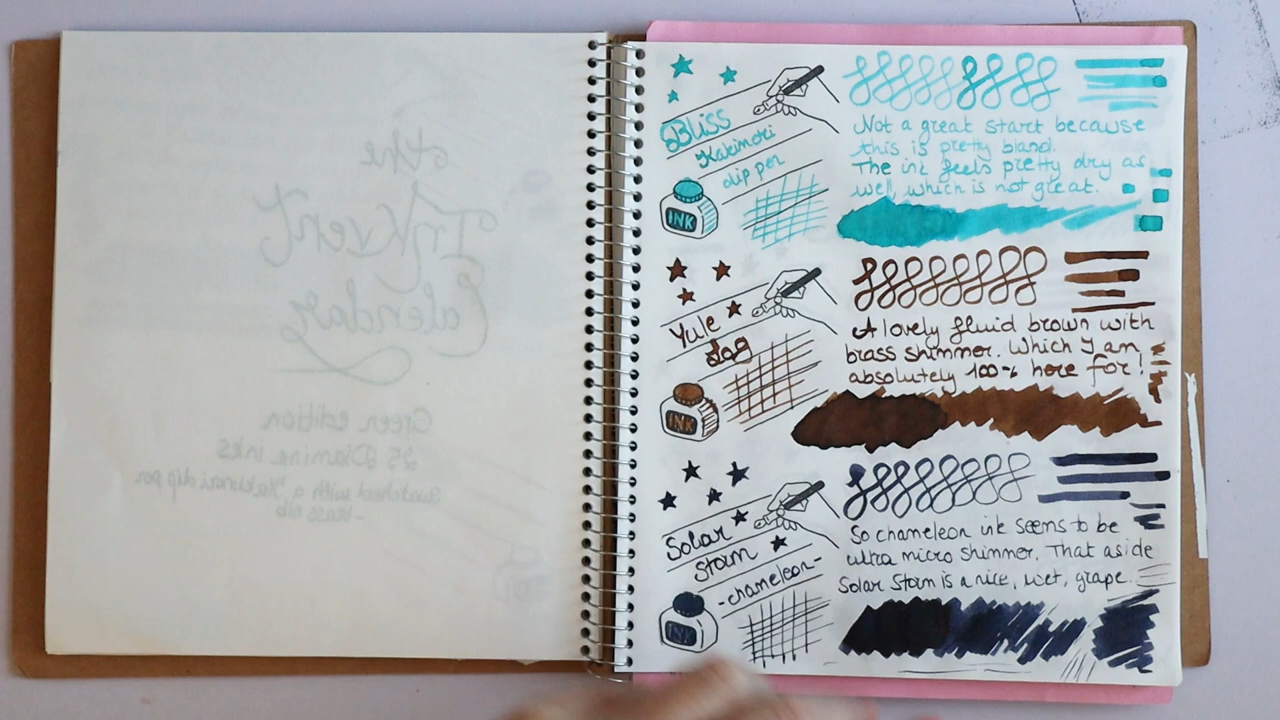 the
Inkvent
Calendar
Green edition
25 Diamine inks
swatched with a Kakimori dip pen
- brass nib
Bliss
Kakimori
dip pen
INK
Not a great start because
this is pretty bland.
The ink feels pretty dry as
well, which is not great.
Yule
log
INK
A lovely fluid brown with
brass shimmer. Which I am
absolutely 100% here for!
Solar
Storm
-chameleon-
INK
So chameleon ink seems to be
ultra micro shimmer. That aside
Solar Storm is a nice, wet, grape.